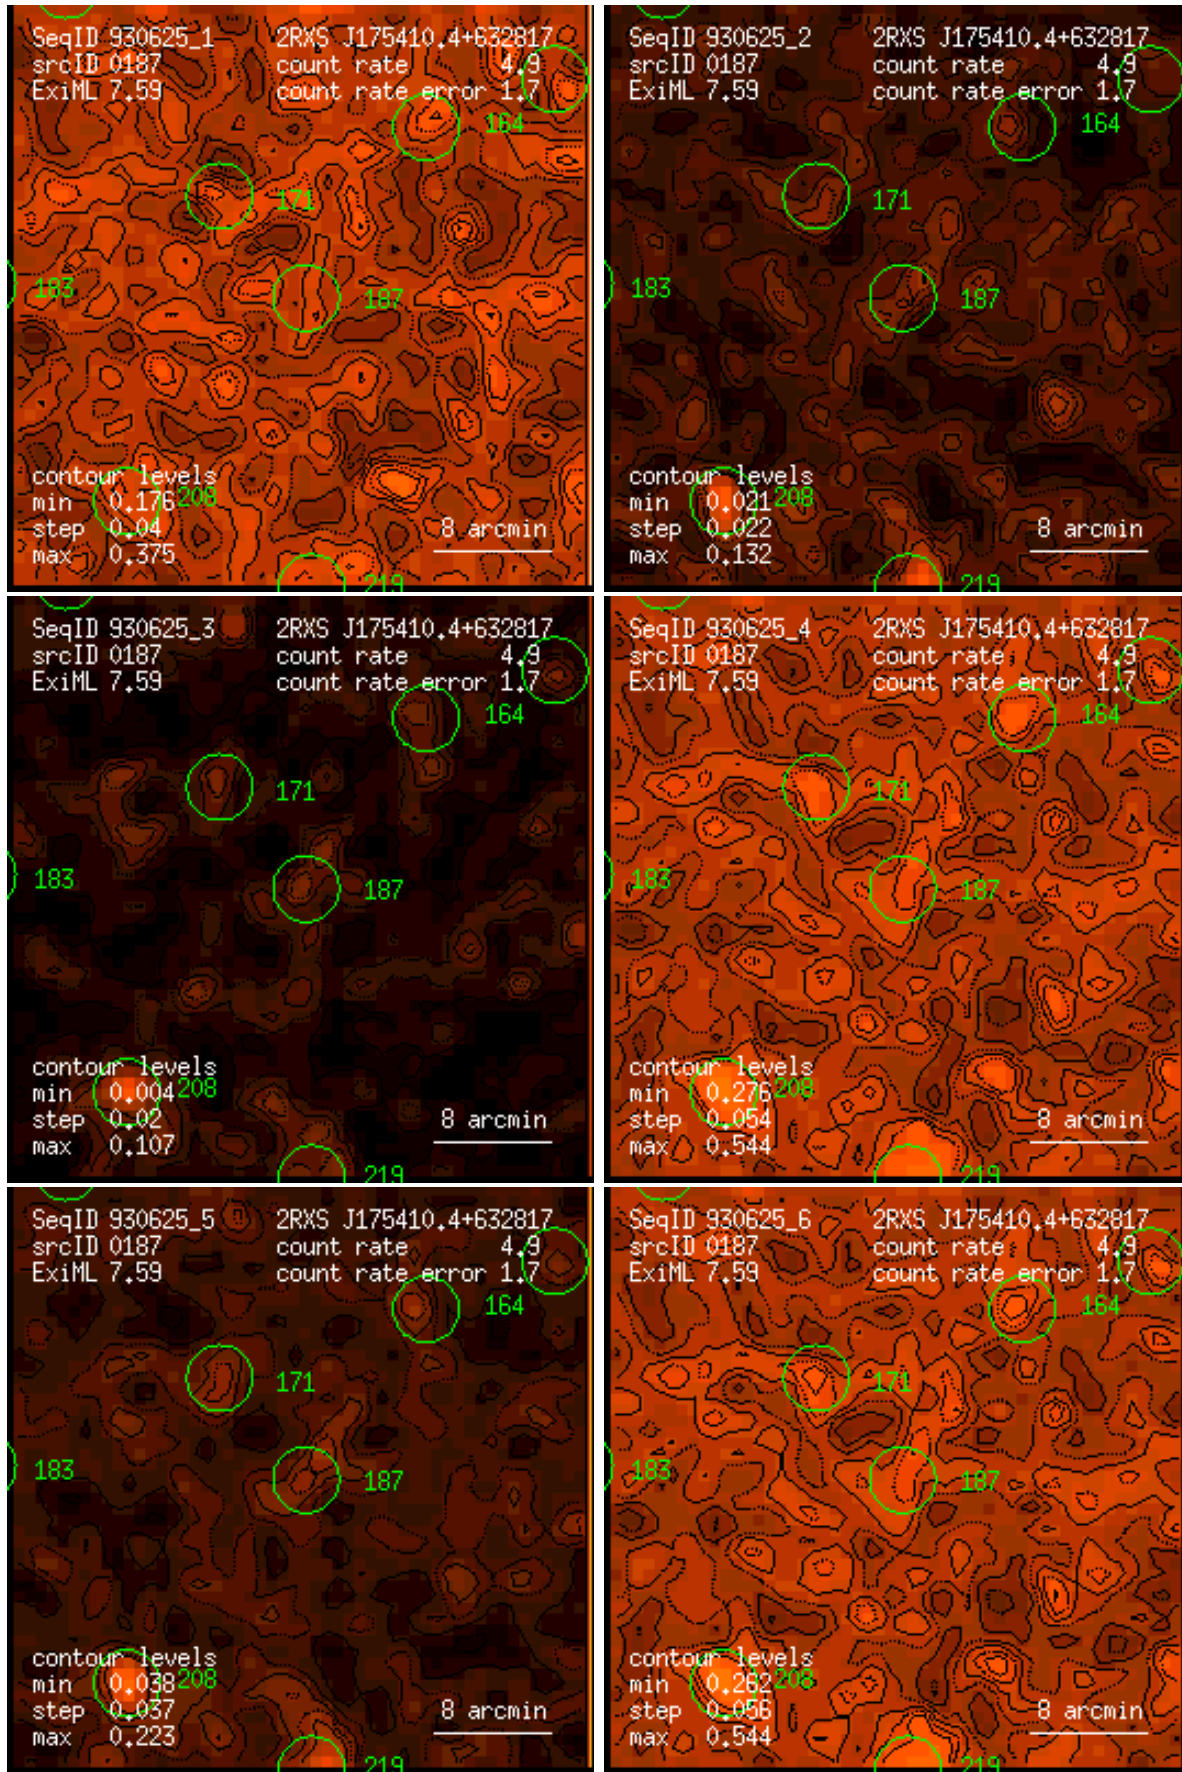 SeqID 930625_1 2RXS J175410.4+632817
srcID 0187 count rate 4.9
ExiML 7.59 count rate error 1.7
164
171
183
187
contour levels
min 0.176 208
step 0.04 8 arcmin
max 0.375
219
SeqID 930625_2 2RXS J175410.4+632817
srcID 0187 count rate 4.9
ExiML 7.59 count rate error 1.7
164
171
183
187
contour levels
min 0.021 208
step 0.022 8 arcmin
max 0.132
219
SeqID 930625_3 2RXS J175410.4+632817
srcID 0187 count rate 4.9
ExiML 7.59 count rate error 1.7
164
171
183
187
contour levels
min 0.004 208
step 0.02 8 arcmin
max 0.107
219
SeqID 930625_4 2RXS J175410.4+632817
srcID 0187 count rate 4.9
ExiML 7.59 count rate error 1.7
164
171
183
187
contour levels
min 0.276 208
step 0.054 8 arcmin
max 0.544
219
SeqID 930625_5 2RXS J175410.4+632817
srcID 0187 count rate 4.9
ExiML 7.59 count rate error 1.7
164
171
183
187
contour levels
min 0.038 208
step 0.037 8 arcmin
max 0.223
219
SeqID 930625_6 2RXS J175410.4+632817
srcID 0187 count rate 4.9
ExiML 7.59 count rate error 1.7
164
171
183
187
contour levels
min 0.262 208
step 0.056 8 arcmin
max 0.544
219